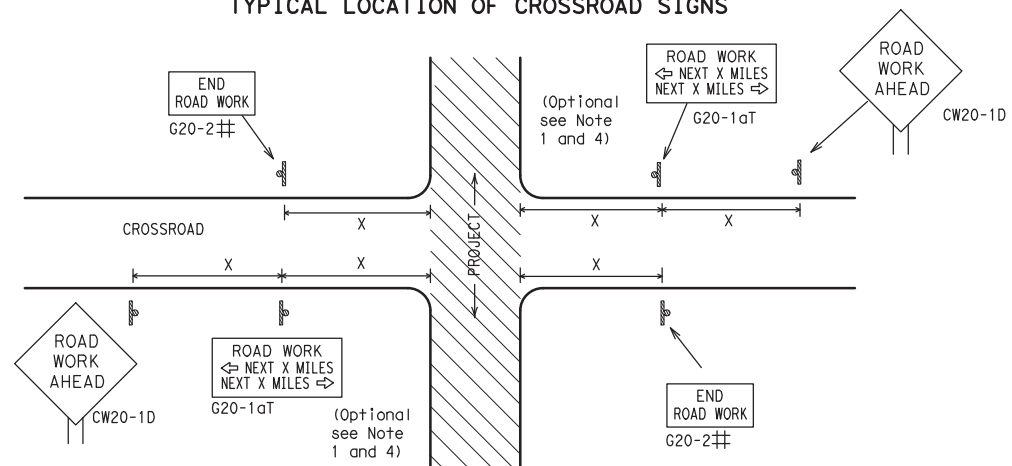 TYPICAL LOCATION OF CROSSROAD SIGNS
END
ROAD WORK
G20-2#
(Optional
see Note
1 and 4)
ROAD WORK
⇦ NEXT X MILES
NEXT X MILES ⇨
G20-1aT
ROAD
WORK
AHEAD
CW20-1D
X
X
X
CROSSROAD
PROJECT
X
X
X
ROAD
WORK
AHEAD
CW20-1D
ROAD WORK
⇦ NEXT X MILES
NEXT X MILES ⇨
G20-1aT
(Optional
see Note
1 and 4)
END
ROAD WORK
G20-2#